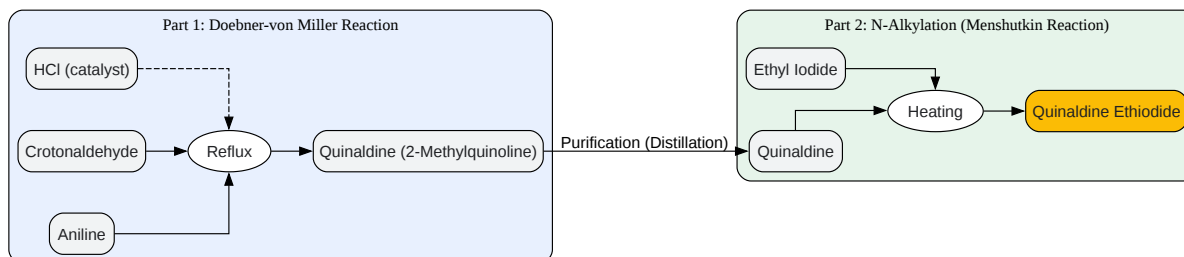 Part 1: Doebner-von Miller Reaction
HCl (catalyst)
Crotonaldehyde
Reflux
Quinaldine (2-Methylquinoline)
Aniline
Purification (Distillation)
Part 2: N-Alkylation (Menshutkin Reaction)
Ethyl Iodide
Heating
Quinaldine Ethiodide
Quinaldine